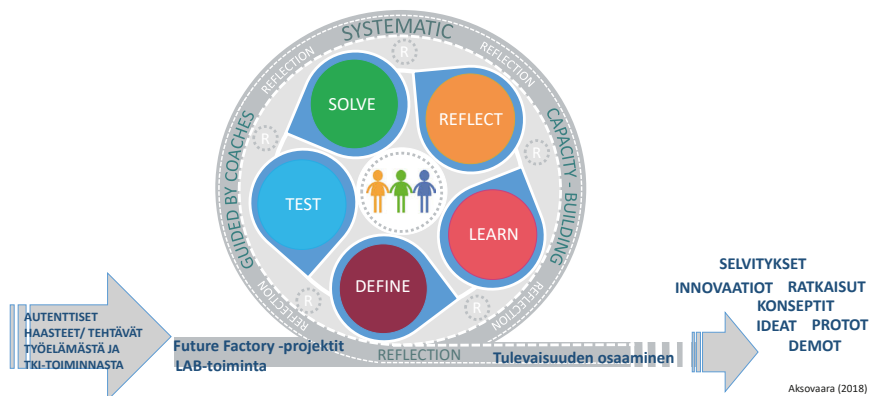 SYSTEMATIC
REFLECTION
REFLECTION
R
SOLVE
REFLECT
GUIDED BY COACHES
CAPACITY - BUILDING
R
R
TEST
LEARN
DEFINE
R
R
REFLECTION
REFLECTION
REFLECTION
AUTENTTISET
HAASTEET/ TEHTÄVÄT
TYÖELÄMÄSTÄ JA
TKI-TOIMINNASTA
Future Factory -projektit
LAB-toiminta
Tulevaisuuden osaaminen
SELVITYKSET
INNOVAATIOT RATKAISUT
KONSEPTIT
IDEAT PROTOT
DEMOT
Aksovaara (2018)